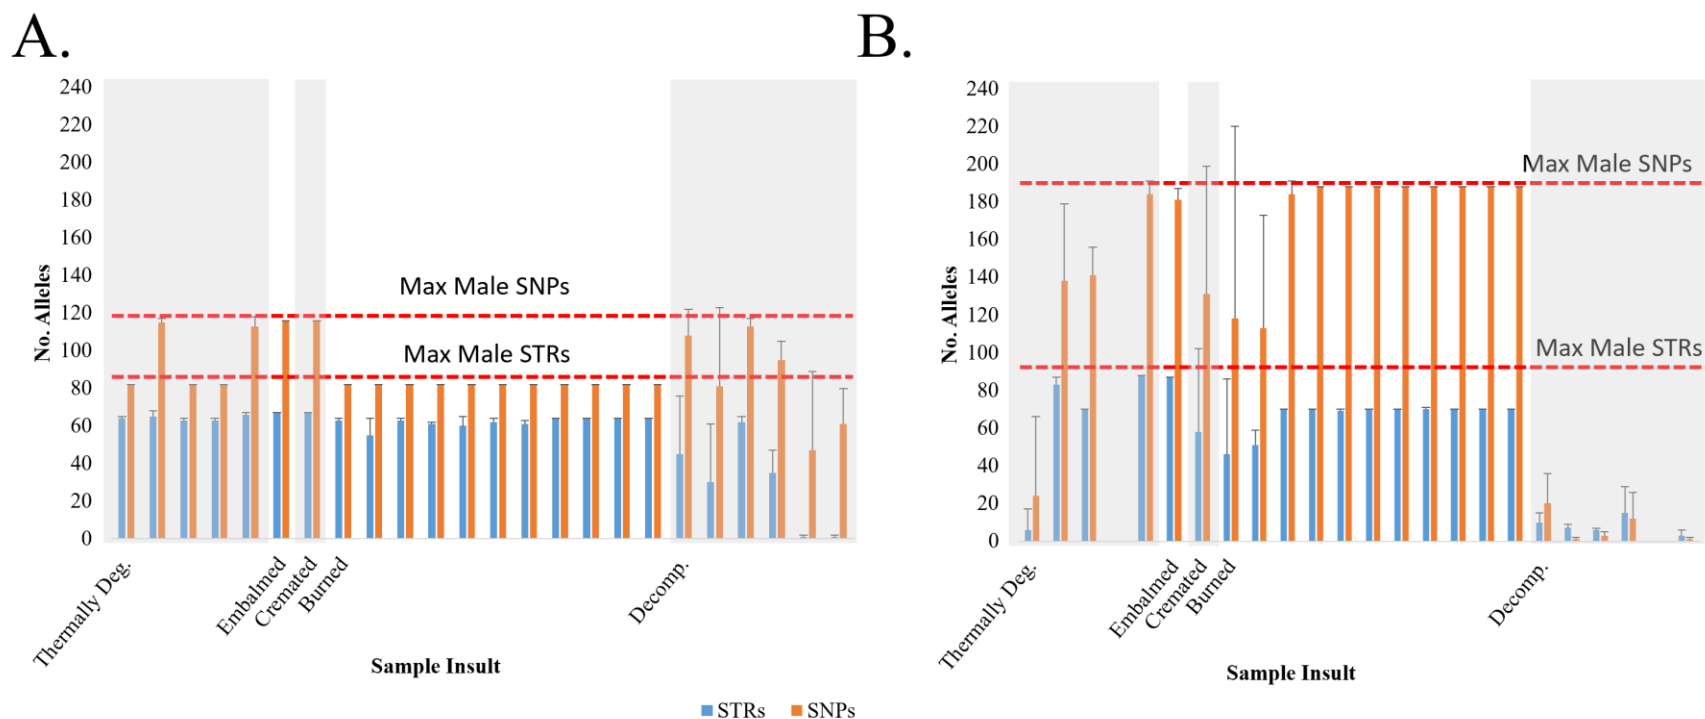 A.
240
220
200
180
160
140
120
100
80
60
40
20
0
No. Alleles
Max Male SNPs
Max Male STRs
Thermally Deg.
Embalmed
Cremated
Burned
Decomp.
Sample Insult
B.
240
220
200
180
160
140
120
100
80
60
40
20
0
No. Alleles
Max Male SNPs
Max Male STRs
Thermally Deg.
Embalmed
Cremated
Burned
Decomp.
Sample Insult
STRs SNPs